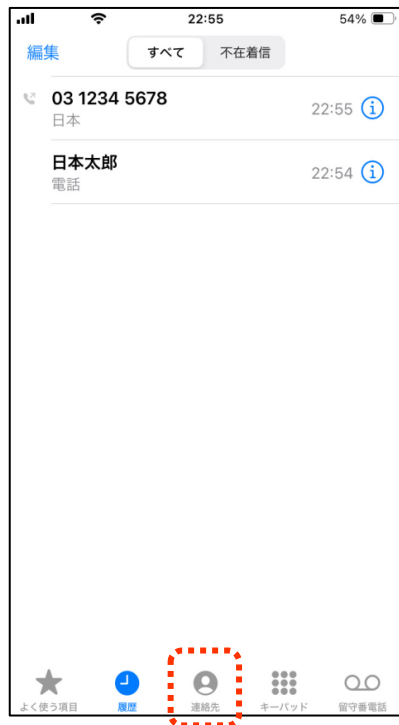 22:55 54%
編集 すべて 不在着信
03 1234 5678
日本
22:55
日本太郎
電話
22:54
よく使う項目 履歴 連絡先 キーパッド 留守番電話